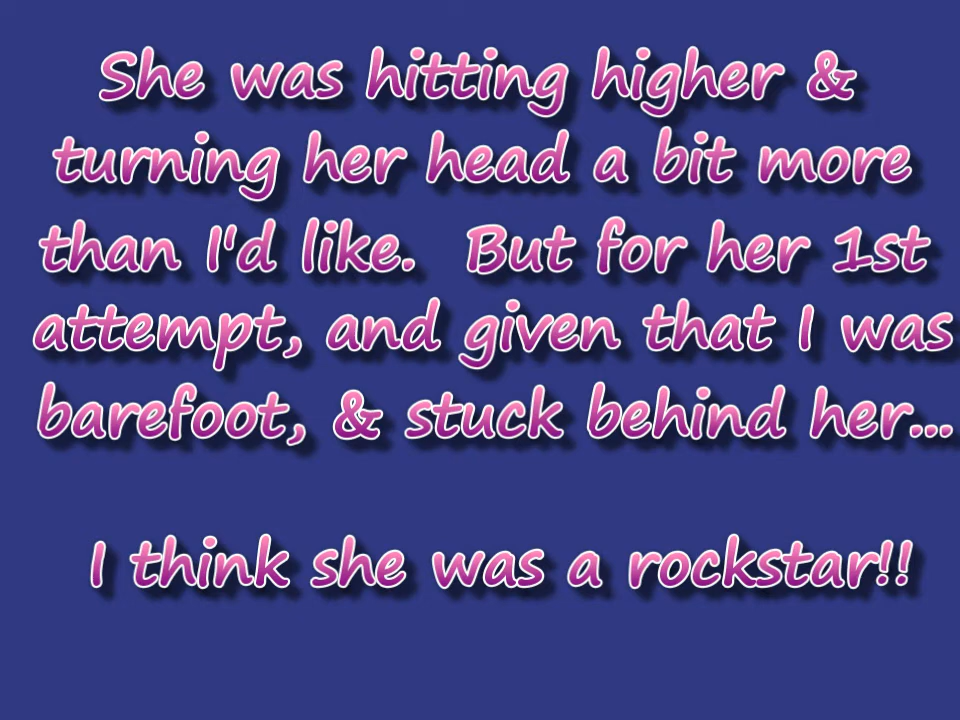 She was hitting higher &
turning her head a bit more
than I'd like.  But for her 1st
attempt, and given that I was
barefoot, & stuck behind her...
I think she was a rockstar!!